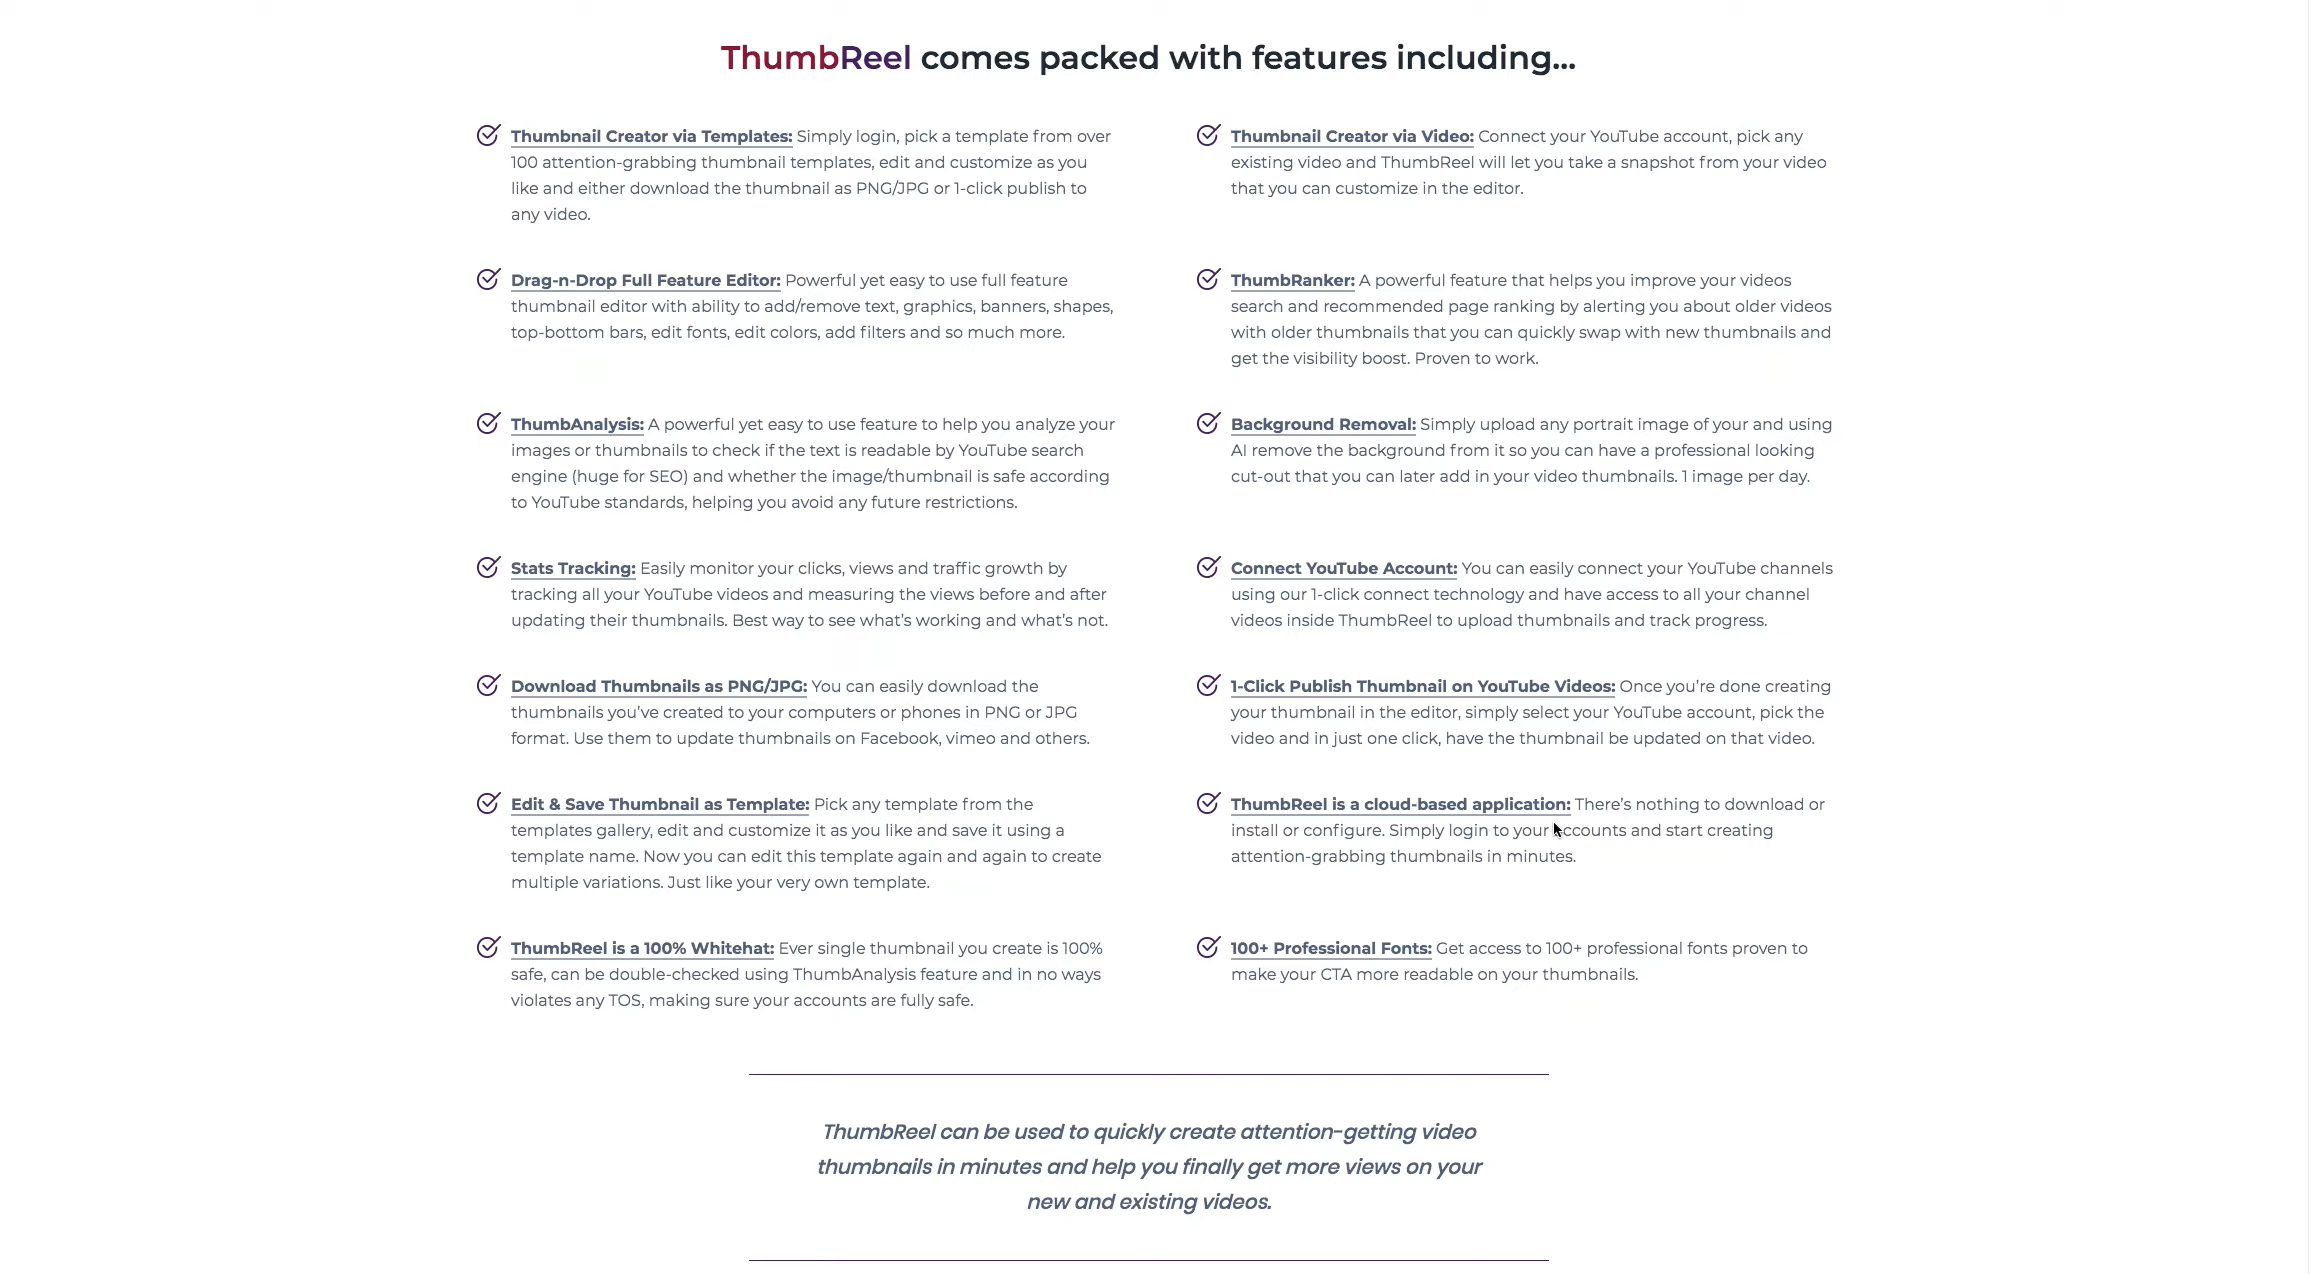 ThumbReel comes packed with features including...
Thumbnail Creator via Templates: Simply login, pick a template from over
100 attention-grabbing thumbnail templates, edit and customize as you
like and either download the thumbnail as PNG/JPG or 1-click publish to
any video.
Thumbnail Creator via Video: Connect your YouTube account, pick any
existing video and ThumbReel will let you take a snapshot from your video
that you can customize in the editor.
Drag-n-Drop Full Feature Editor: Powerful yet easy to use full feature
thumbnail editor with ability to add/remove text, graphics, banners, shapes,
top-bottom bars, edit fonts, edit colors, add filters and so much more.
ThumbRanker: A powerful feature that helps you improve your videos
search and recommended page ranking by alerting you about older videos
with older thumbnails that you can quickly swap with new thumbnails and
get the visibility boost. Proven to work.
ThumbAnalysis: A powerful yet easy to use feature to help you analyze your
images or thumbnails to check if the text is readable by YouTube search
engine (huge for SEO) and whether the image/thumbnail is safe according
to YouTube standards, helping you avoid any future restrictions.
Background Removal: Simply upload any portrait image of your and using
AI remove the background from it so you can have a professional looking
cut-out that you can later add in your video thumbnails. 1 image per day.
Stats Tracking: Easily monitor your clicks, views and traffic growth by
tracking all your YouTube videos and measuring the views before and after
updating their thumbnails. Best way to see what's working and what's not.
Connect YouTube Account: You can easily connect your YouTube channels
using our 1-click connect technology and have access to all your channel
videos inside ThumbReel to upload thumbnails and track progress.
Download Thumbnails as PNG/JPG: You can easily download the
thumbnails you've created to your computers or phones in PNG or JPG
format. Use them to update thumbnails on Facebook, vimeo and others.
1-Click Publish Thumbnail on YouTube Videos: Once you're done creating
your thumbnail in the editor, simply select your YouTube account, pick the
video and in just one click, have the thumbnail be updated on that video.
Edit & Save Thumbnail as Template: Pick any template from the
templates gallery, edit and customize it as you like and save it using a
template name. Now you can edit this template again and again to create
multiple variations. Just like your very own template.
ThumbReel is a cloud-based application: There's nothing to download or
install or configure. Simply login to your accounts and start creating
attention-grabbing thumbnails in minutes.
ThumbReel is a 100% Whitehat: Ever single thumbnail you create is 100%
safe, can be double-checked using ThumbAnalysis feature and in no ways
violates any TOS, making sure your accounts are fully safe.
100+ Professional Fonts: Get access to 100+ professional fonts proven to
make your CTA more readable on your thumbnails.
ThumbReel can be used to quickly create attention-getting video
thumbnails in minutes and help you finally get more views on your
new and existing videos.